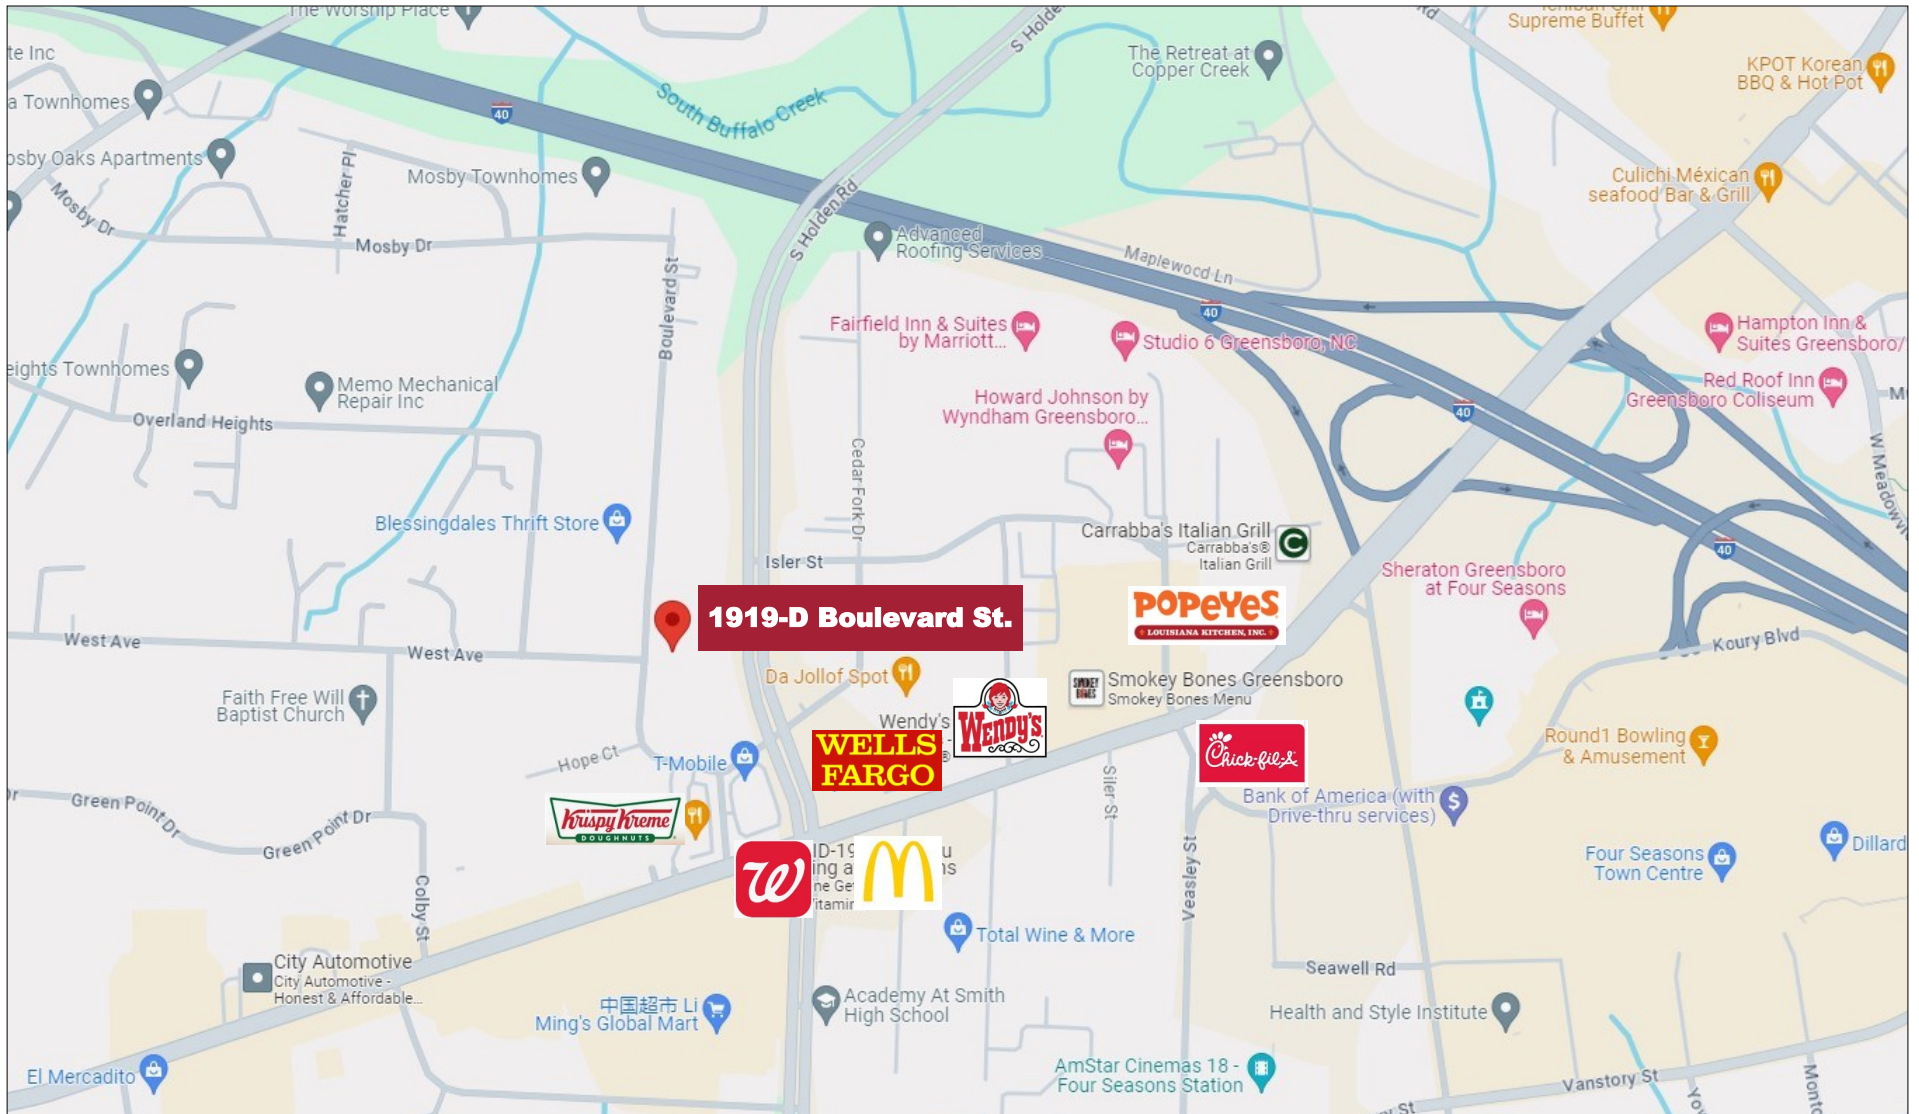 The Worship Place
S Holde
Rd
Supreme Buffet
te Inc
The Retreat at
Copper Creek
KPOT Korean
BBQ & Hot Pot
a Townhomes
40
South Buffalo Creek
osby Oaks Apartments
Mosby Townhomes
Culichi Méxican
seafood Bar & Grill
Mosby Dr
Hatcher Pl
Mosby Dr
S Holden Rd
Advanced
Roofing Services
Maplewood Ln
Boulevard St
40
Fairfield Inn & Suites
by Marriott...
Studio 6 Greensboro, NC
Hampton Inn &
Suites Greensboro/
eights Townhomes
Memo Mechanical
Repair Inc
Red Roof Inn
Greensboro Coliseum
Howard Johnson by
Wyndham Greensboro...
40
Overland Heights
Cedar Fork Dr
W Meadowvi
Blessingdales Thrift Store
Carrabba's Italian Grill
Carrabba's®
Italian Grill
C
40
Isler St
Sheraton Greensboro
at Four Seasons
1919-D Boulevard St.
POPEYES
LOUISIANA KITCHEN, INC.
West Ave
West Ave
Koury Blvd
Da Jollof Spot
SMOKEY
BONES
Smokey Bones Greensboro
Smokey Bones Menu
Faith Free Will
Baptist Church
Wendy's
WENDY'S
WELLS
FARGO
Chick-fil-A
Round1 Bowling
& Amusement
Hope Ct
T-Mobile
Siler St
Bank of America (with
Drive-thru services)
Green Point Dr
Green Point Dr
Krispy Kreme
DOUGHNUTS
Veasley St
Four Seasons
Town Centre
Dillard
W
M
ID-19
Colby St
Total Wine & More
City Automotive
City Automotive -
Honest & Affordable...
Seawell Rd
中国超市 Li
Ming's Global Mart
Academy At Smith
High School
Health and Style Institute
El Mercadito
AmStar Cinemas 18 -
Four Seasons Station
Vanstory St